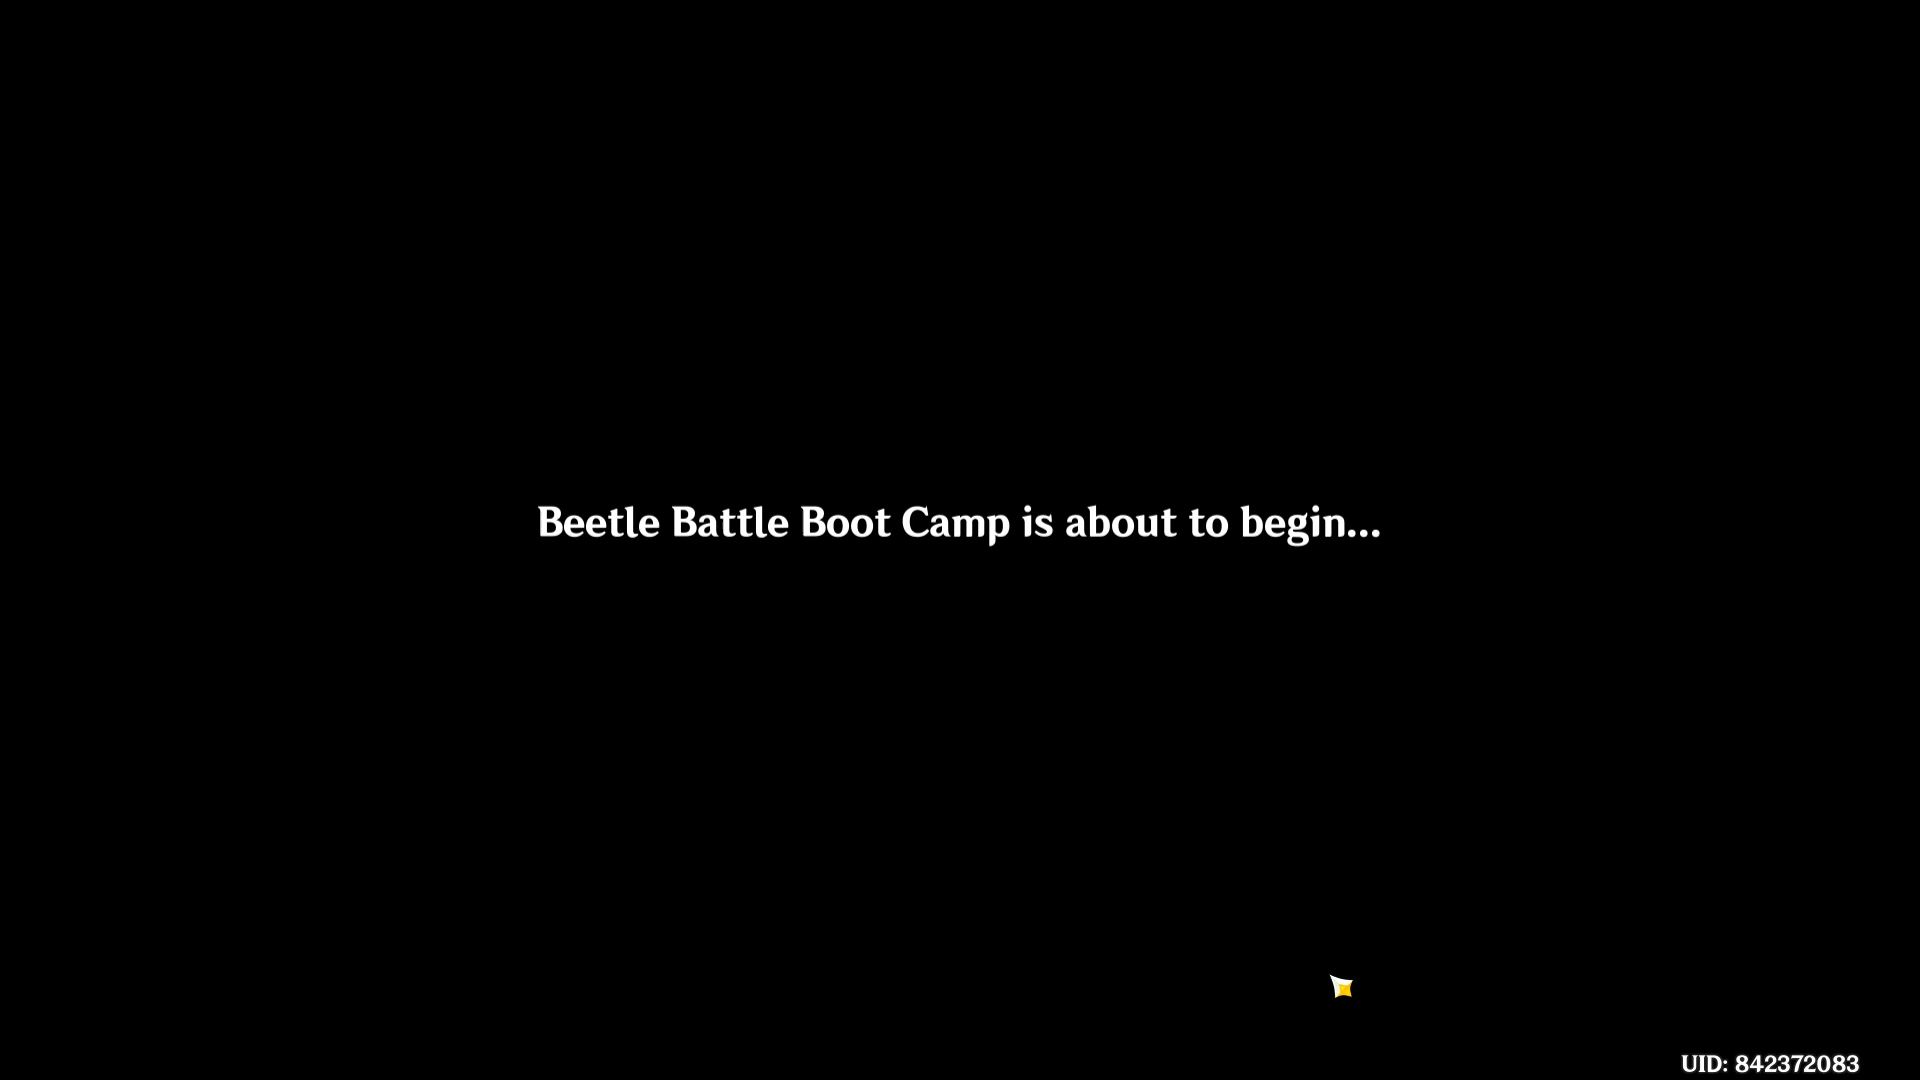 Beetle Battle Boot Camp is about to begin...
UID: 842372083